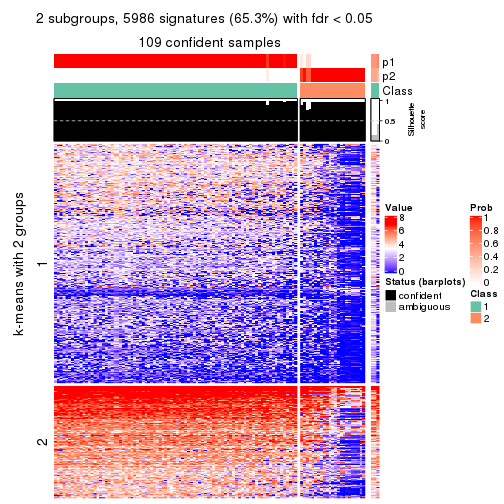 2 subgroups, 5986 signatures (65.3%) with fdr < 0.05
109 confident samples
p1
p2
Class
1
0.5
0
Silhouette
score
k-means with 2 groups
1
2
Value
8
6
4
2
0
Status (barplots)
confident
ambiguous
Prob
1
0.8
0.6
0.4
0.2
0
Class
1
2